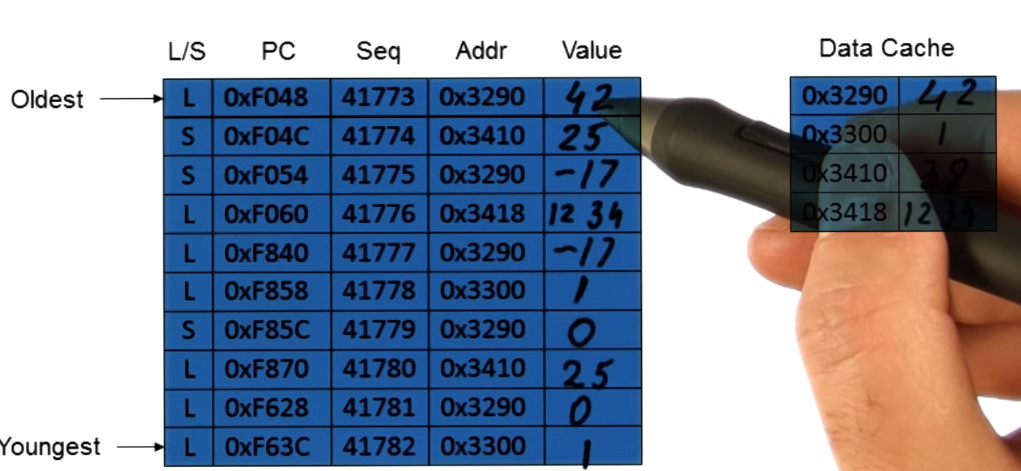 L/S PC Seq Addr Value
Data Cache
Oldest
L 0xF048 41773 0x3290 42
S 0xF04C 41774 0x3410 25
S 0xF054 41775 0x3290 -17
L 0xF060 41776 0x3418 1234
L 0xF840 41777 0x3290 -17
L 0xF858 41778 0x3300 1
S 0xF85C 41779 0x3290 0
L 0xF870 41780 0x3410 25
L 0xF628 41781 0x3290 0
Youngest
L 0xF63C 41782 0x3300 1
0x3290 42
0x3300 1
0x3410 38
0x3418 1234